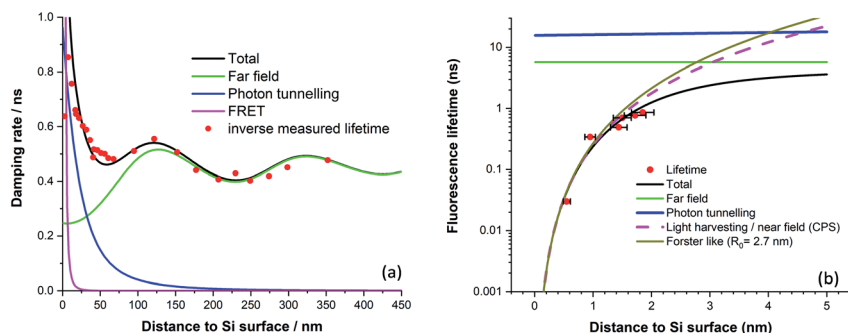 Damping rate / ns
1.0
0.8
0.6
0.4
0.2
0.0
Total
Far field
Photon tunnelling
FRET
inverse measured lifetime
(a)
0 50 100 150 200 250 300 350 400 450
Distance to Si surface / nm
Fluorescence lifetime (ns)
10
1
0.1
0.01
0.001
Lifetime
Total
Far field
Photon tunnelling
Light harvesting / near field (CPS)
Forster like (R0= 2.7 nm)
(b)
0 1 2 3 4 5
Distance to Si surface (nm)